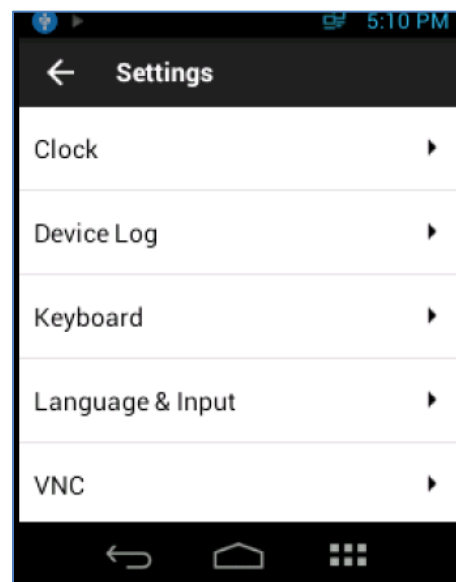 5:10 PM
Settings
Clock
Device Log
Keyboard
Language & Input
VNC